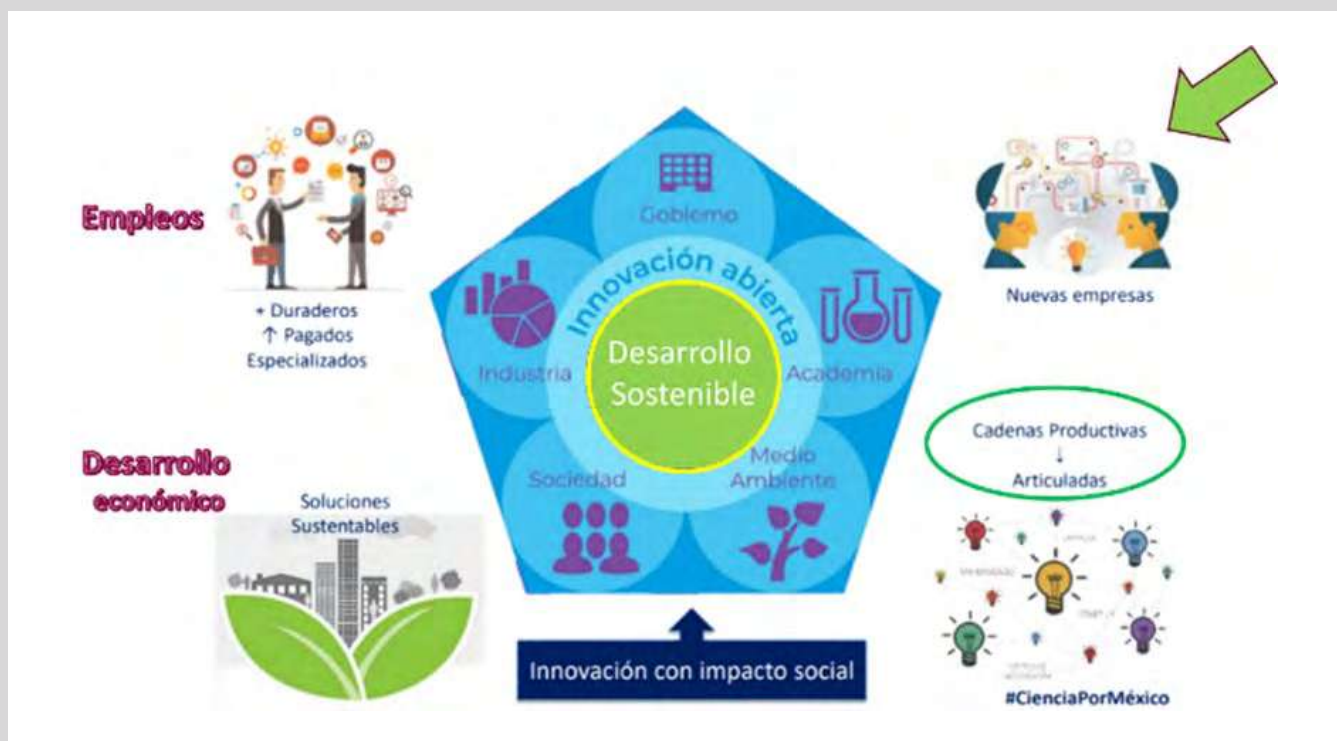 Empleos
+ Duraderos
↑ Pagados
Especializados
Desarrollo
económico
Soluciones
Sustentables
Gobierno
Innovación abierta
Industria
Academia
Desarrollo
Sostenible
Sociedad
Medio
Ambiente
Innovación con impacto social
Nuevas empresas
Cadenas Productivas
↓
Articuladas
#CienciaPorMéxico